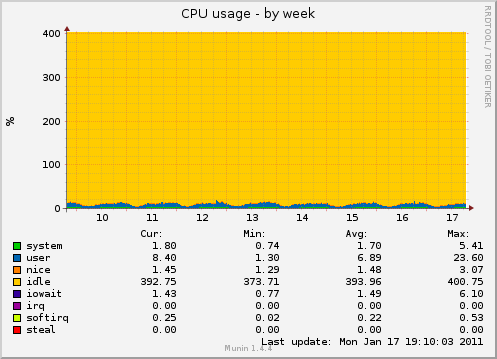 CPU usage - by week
RRDTOOL / TOBI OETIKER
%
400
300
200
100
0
10 11 12 13 14 15 16 17
Cur: Min: Avg: Max:
system 1.80 0.74 1.70 5.41
user 8.40 1.30 6.89 23.60
nice 1.45 1.29 1.48 3.07
idle 392.75 373.71 393.96 400.75
iowait 1.43 0.77 1.49 6.10
irq 0.00 0.00 0.00 0.00
softirq 0.25 0.02 0.22 0.53
steal 0.00 0.00 0.00 0.00
Last update: Mon Jan 17 19:10:03 2011
Munin 1.4.4